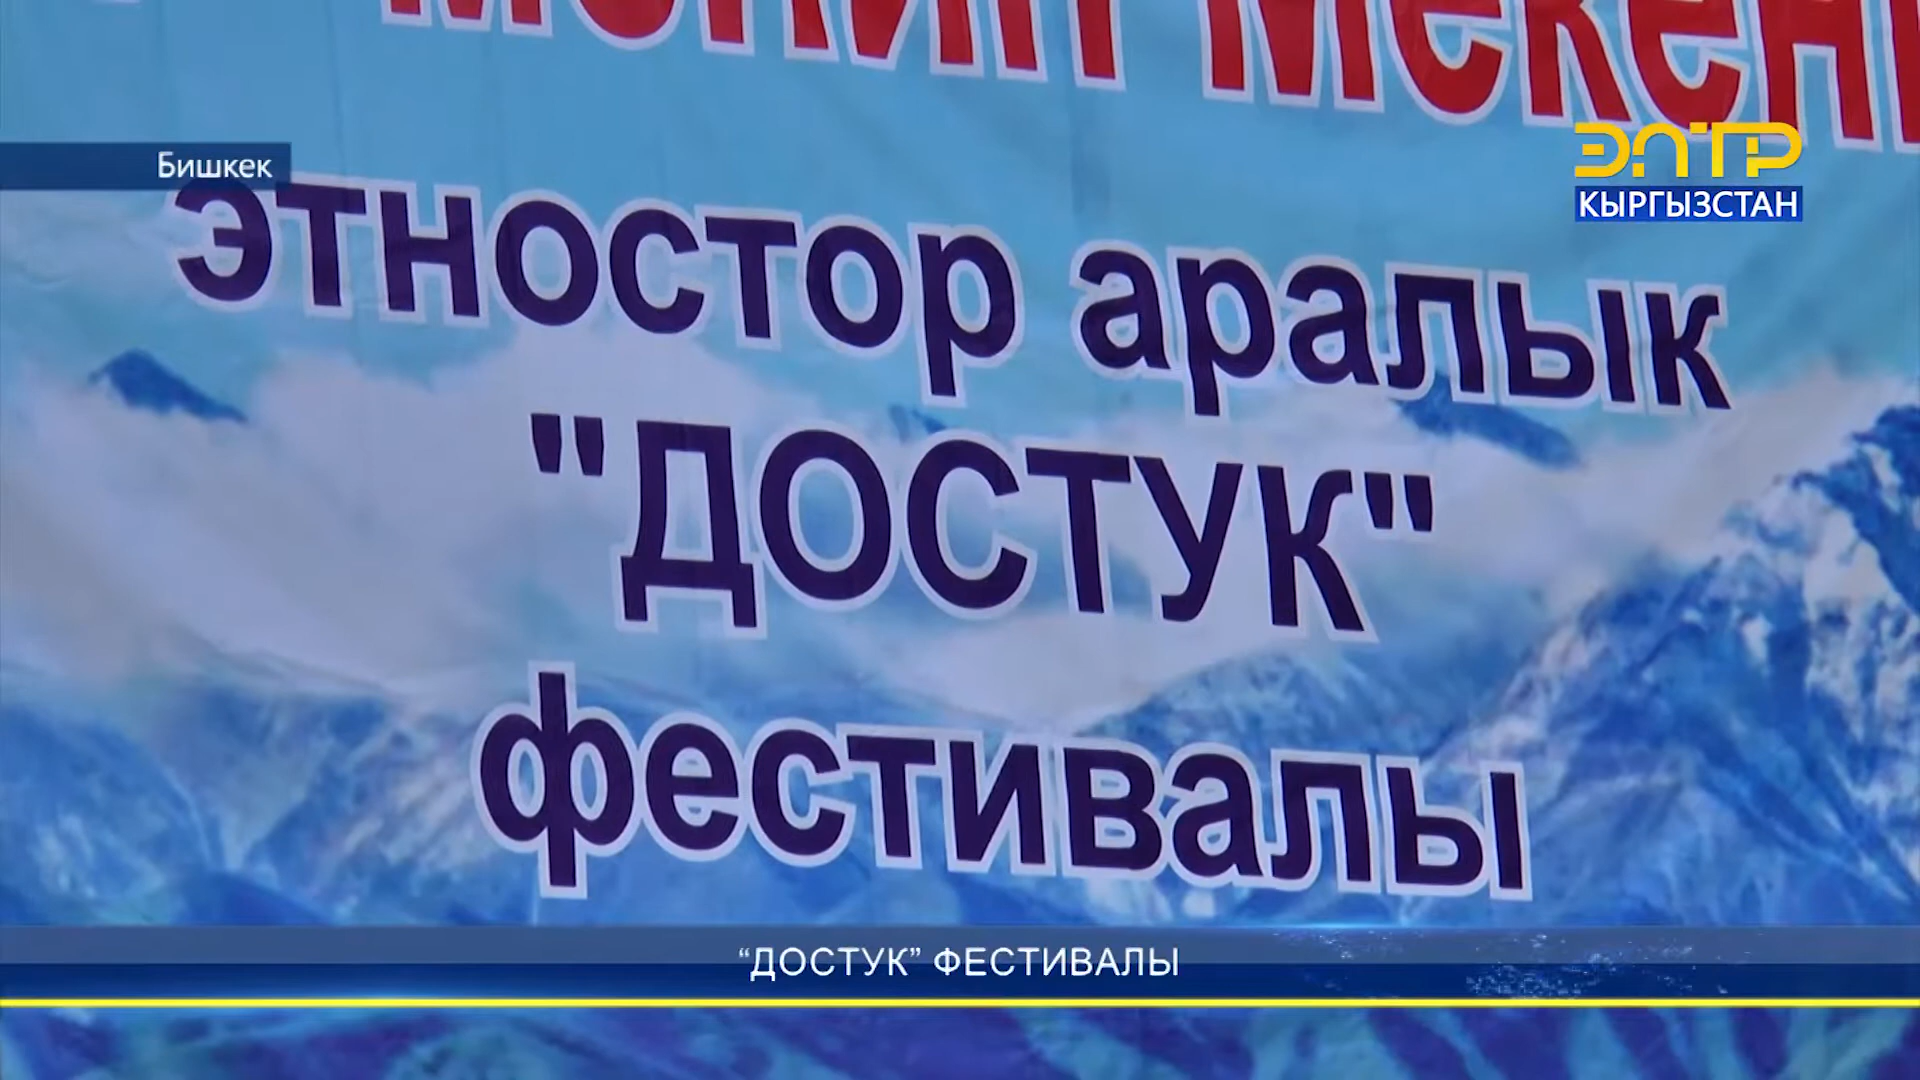 Бишкек
ЭЛТР
КЫРГЫЗСТАН
этностор аралык
"ДОСТУК"
фестивалы
“ДОСТУК” ФЕСТИВАЛЫ